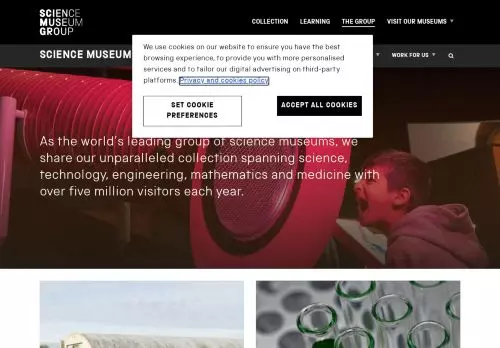 SCIENCE
MUSEUM
GROUP
COLLECTION LEARNING THE GROUP VISIT OUR MUSEUMS
SCIENCE MUSEUM
WORK FOR US
We use cookies on our website to ensure you have the best
browsing experience, to provide you with more personalised
services and to tailor our digital advertising on third-party
platforms. Privacy and cookies policy
SET COOKIE
PREFERENCES
ACCEPT ALL COOKIES
As the world's leading group of science museums, we
share our unparalleled collection spanning science,
technology, engineering, mathematics and medicine with
over five million visitors each year.